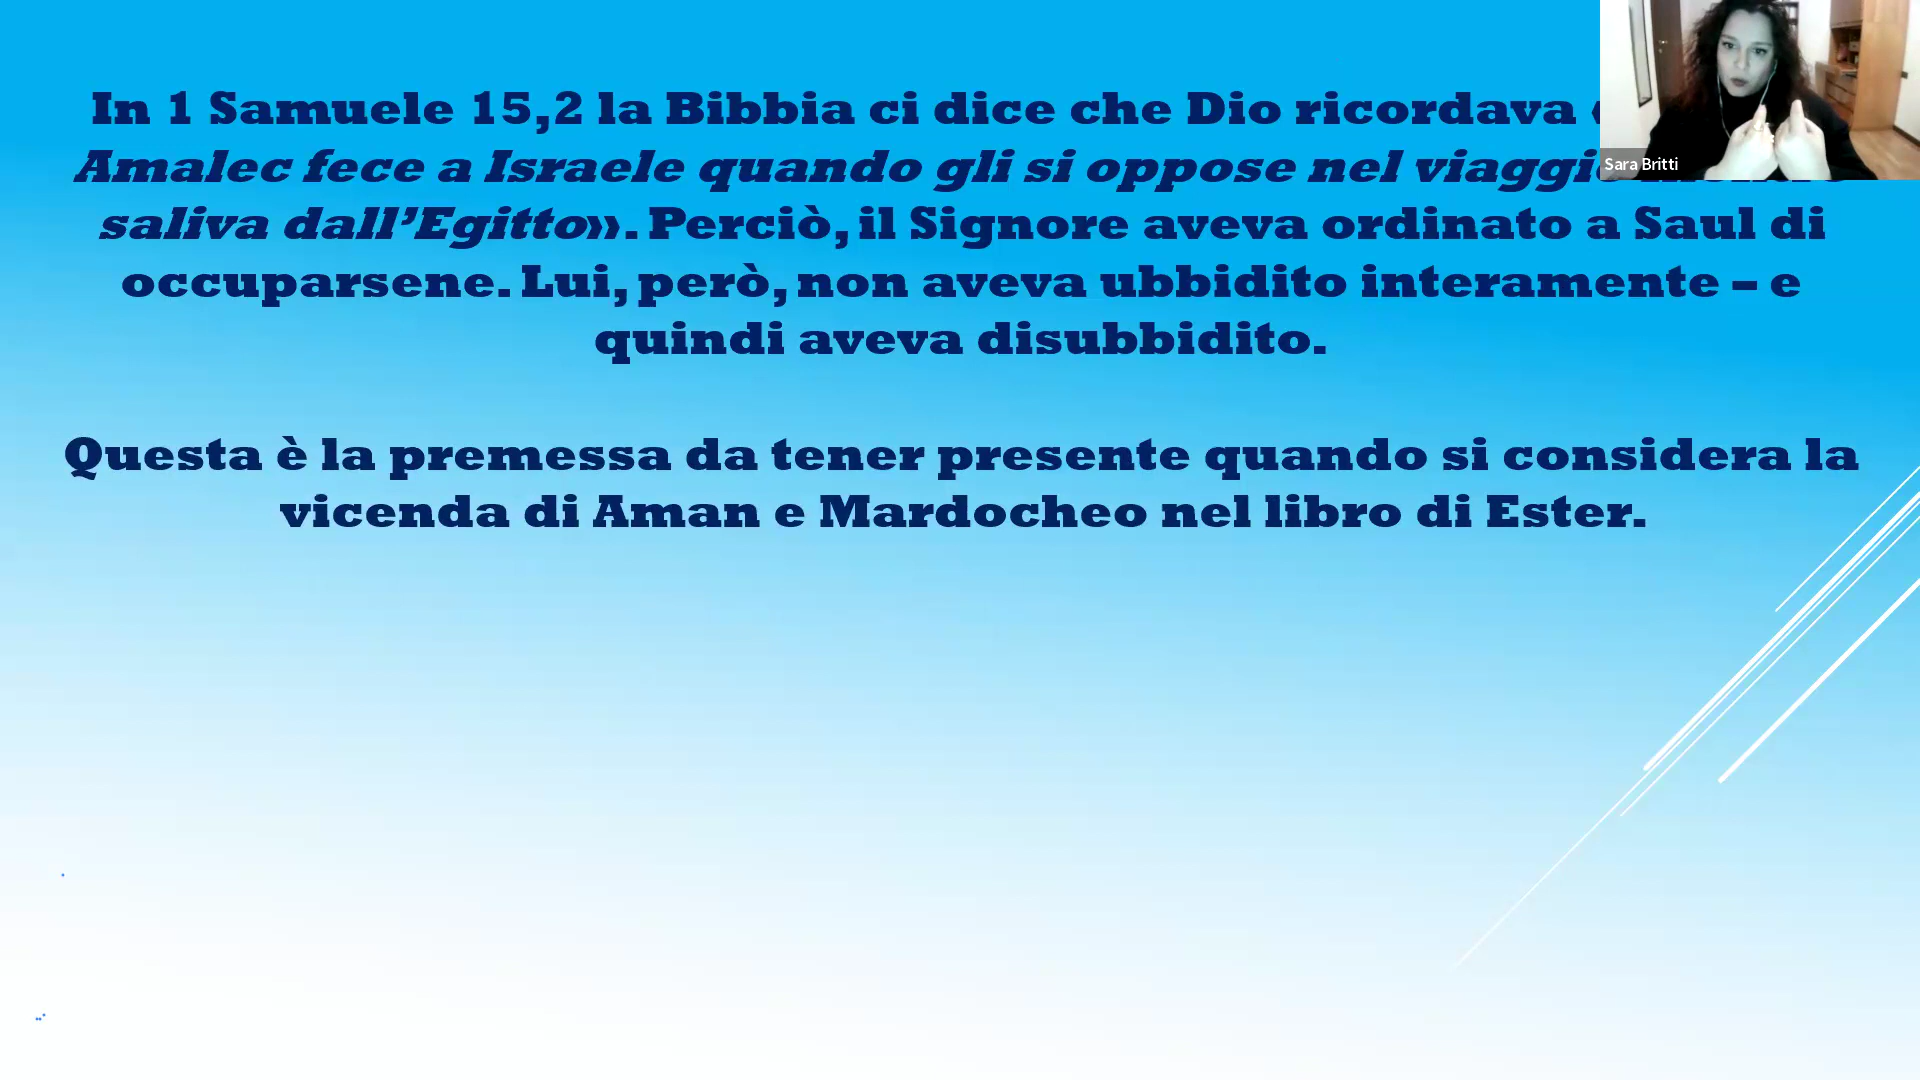 In 1 Samuele 15,2 la Bibbia ci dice che Dio ricordava
Amalec fece a Israele quando gli si oppose nel viaggio
saliva dall’Egitto». Perciò, il Signore aveva ordinato a Saul di
occuparsene. Lui, però, non aveva ubbidito interamente – e
quindi aveva disubbidito.
Questa è la premessa da tener presente quando si considera la
vicenda di Aman e Mardocheo nel libro di Ester.
Sara Britti